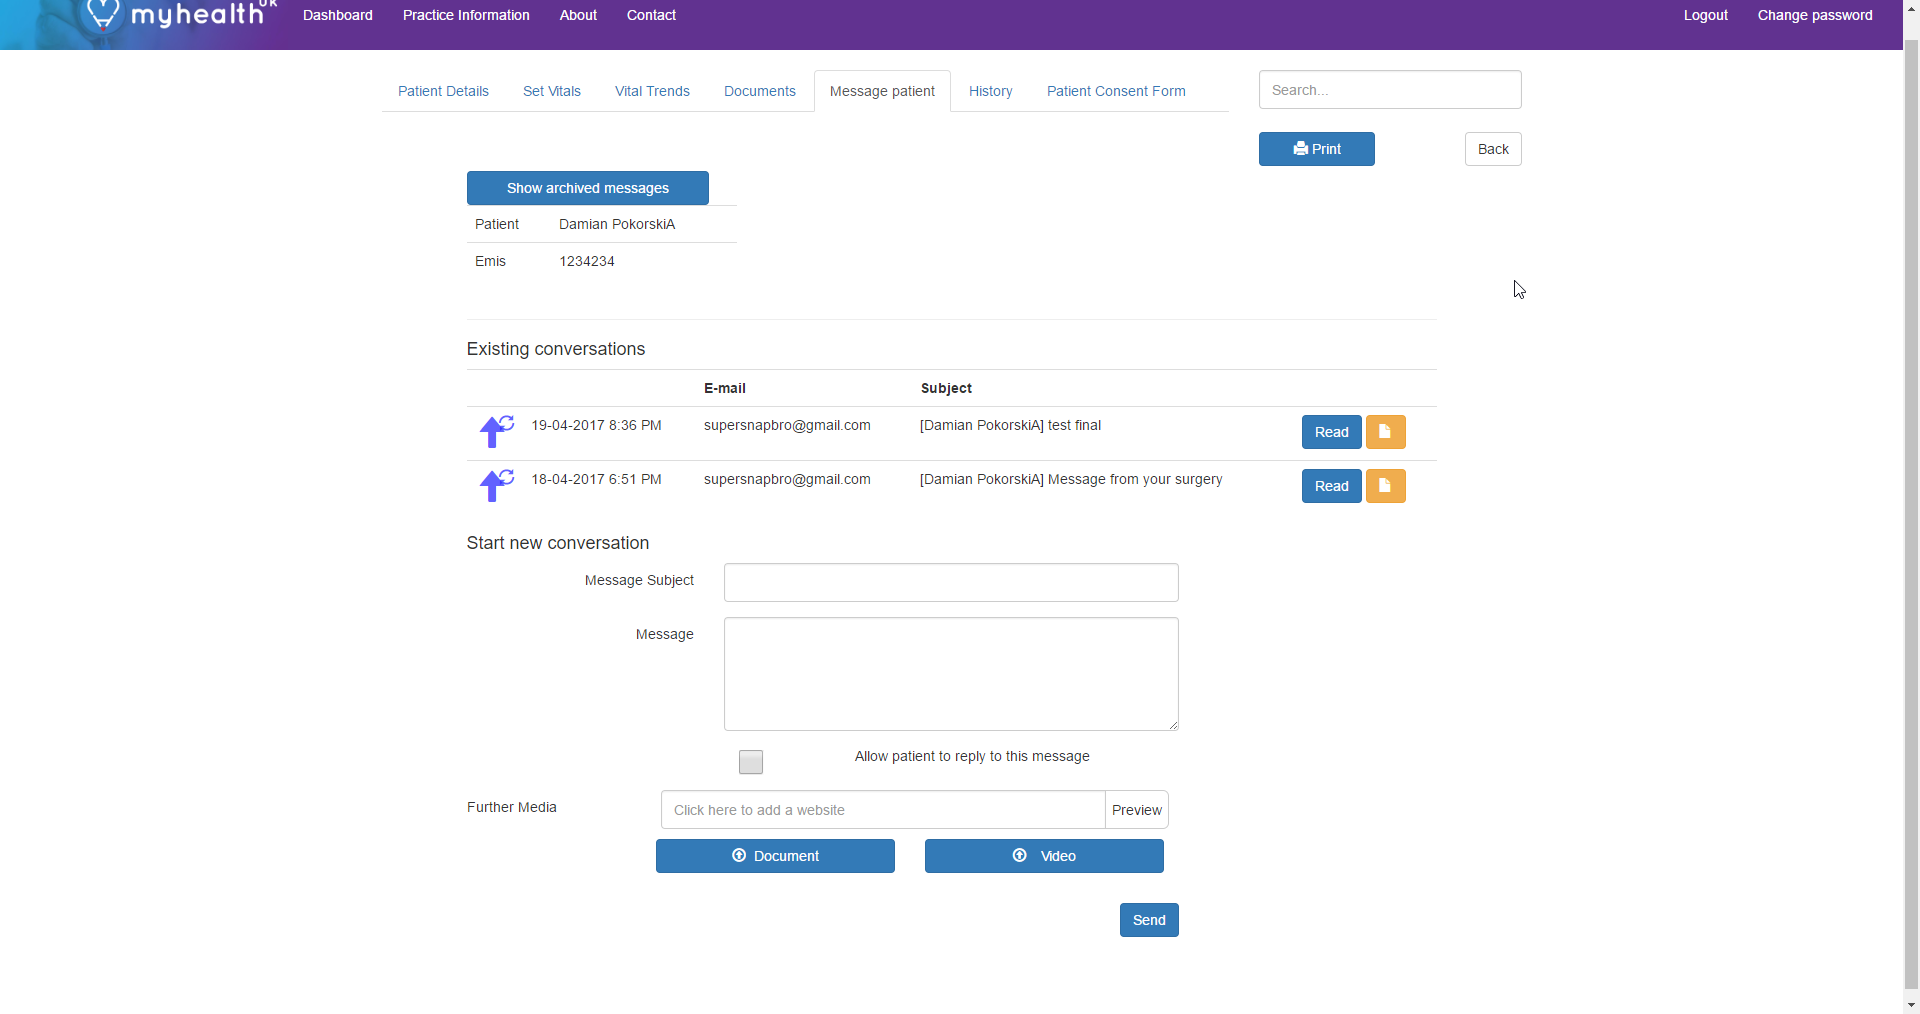 myhealth UK Dashboard Practice Information About Contact Logout Change password
Patient Details Set Vitals Vital Trends Documents Message patient History Patient Consent Form Search...
Print Back
Show archived messages
Patient Damian PokorskiA
Emis 1234234
Existing conversations
E-mail Subject
19-04-2017 8:36 PM supersnapbro@gmail.com [Damian PokorskiA] test final Read
18-04-2017 6:51 PM supersnapbro@gmail.com [Damian PokorskiA] Message from your surgery Read
Start new conversation
Message Subject
Message
Allow patient to reply to this message
Further Media Click here to add a website Preview
Document Video
Send